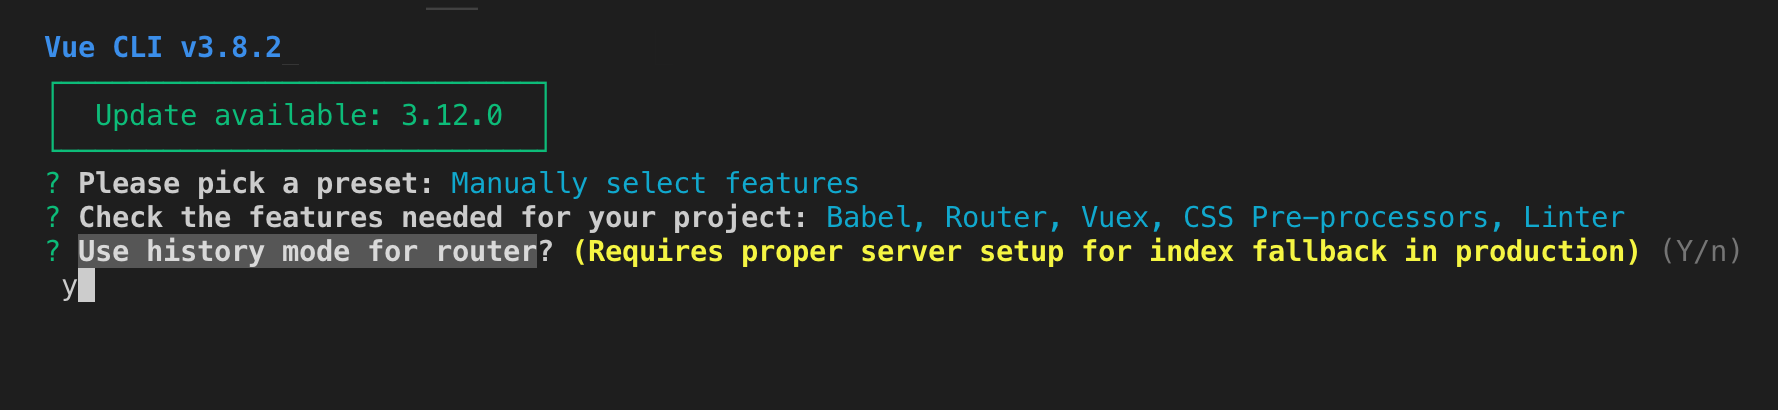 Vue CLI v3.8.2
Update available: 3.12.0
? Please pick a preset: Manually select features
? Check the features needed for your project: Babel, Router, Vuex, CSS Pre-processors, Linter
? Use history mode for router? (Requires proper server setup for index fallback in production) (Y/n)
y